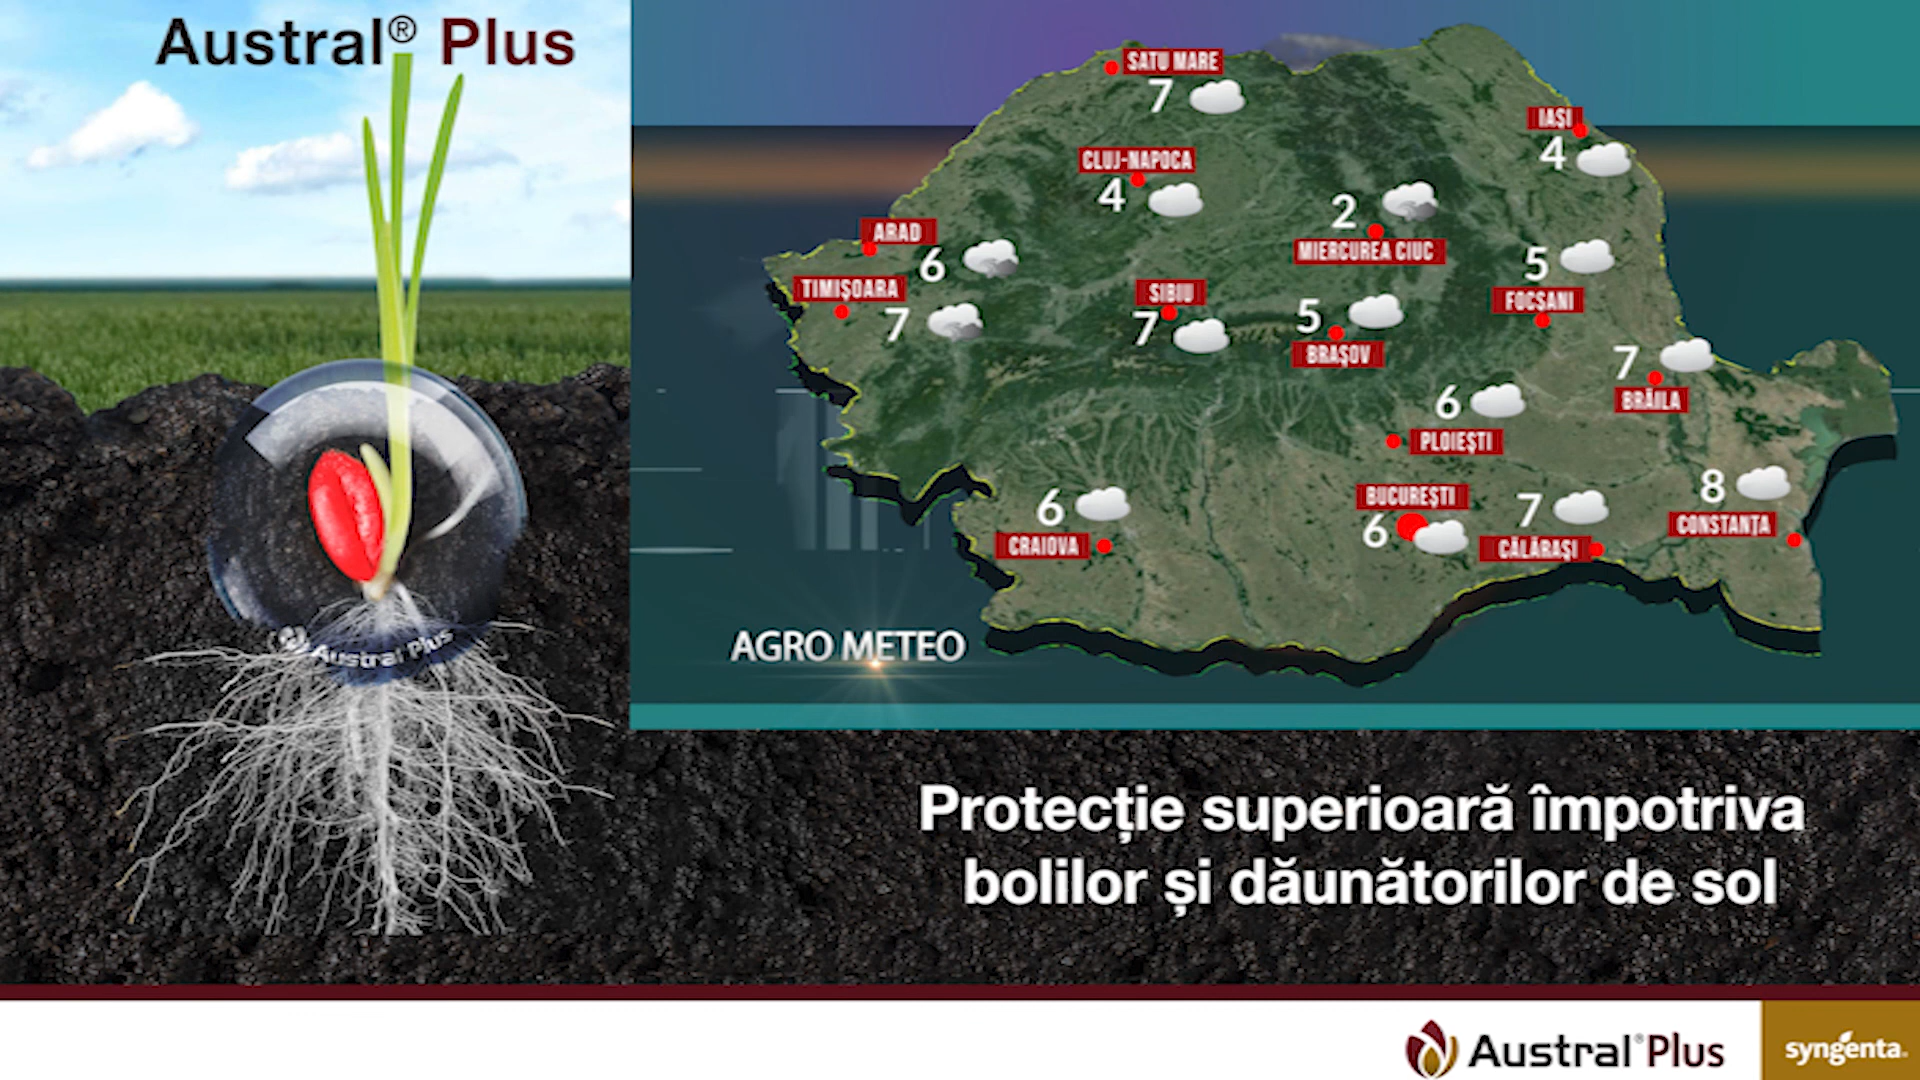 Austral® Plus
SATU MARE
7
IAȘI
4
CLUJ-NAPOCA
4
2
MIERCUREA CIUC
ARAD
6
5
FOCȘANI
TIMIȘOARA
7
SIBIU
7
5
BRAȘOV
7
BRĂILA
6
PLOIEȘTI
8
CONSTANȚA
BUCUREȘTI
6
7
CĂLĂRAȘI
6
CRAIOVA
AGRO METEO
Austral Plus
Protecție superioară împotriva
bolilor și dăunătorilor de sol
Austral® Plus
syngenta.